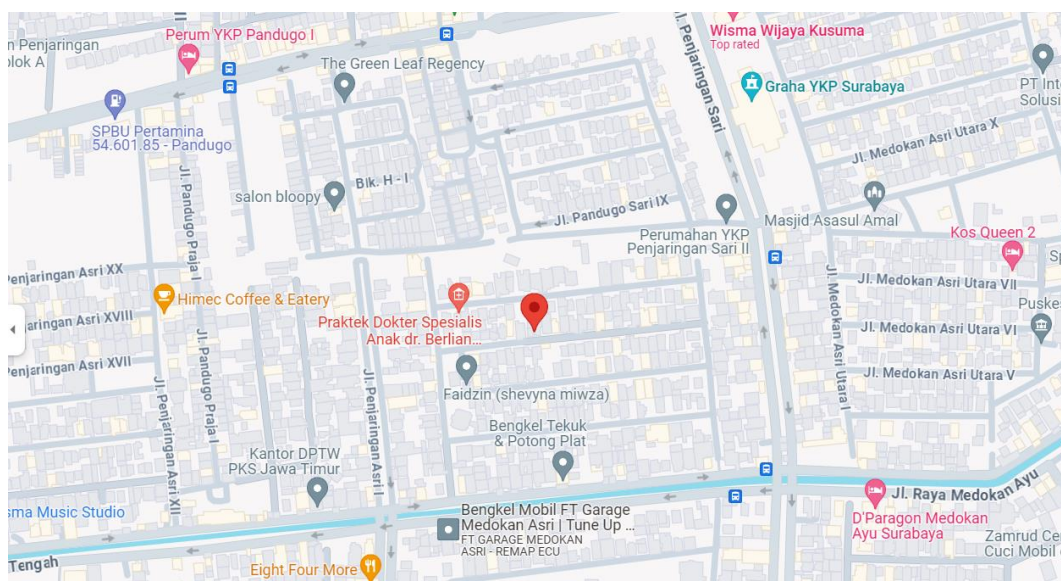 Perum YKP Pandugo I
Wisma Wijaya Kusuma
Top rated
n Penjaringan
olok A
The Green Leaf Regency
Jl. Penjaringan Sari
Graha YKP Surabaya
PT Int
Solusi
SPBU Pertamina
54.601.85 - Pandugo
Jl. Medokan Asri Utara X
Jl. Pandugo Praja I
Blk. H - I
salon bloopy
Jl. Pandugo Sari IX
Masjid Asasul Amal
Perumahan YKP
Penjaringan Sari II
Kos Queen 2
Sp
Penjaringan Asri XX
Jl. Medokan Asri Utara VII
Himec Coffee & Eatery
Puske
aringan Asri XVIII
Praktek Dokter Spesialis
Anak dr. Berlian...
Jl. Medokan Asri Utara VI
Penjaringan Asri XVII
Jl. Pandugo Praja I
Jl. Medokan Asri Utara I
Jl. Medokan Asri Utara V
Faidzin (shevyna miwza)
Jl. Penjaringan Asri XII
Jl. Penjaringan Asri I
Bengkel Tekuk
& Potong Plat
Kantor DPTW
PKS Jawa Timur
Jl. Raya Medokan Ayu
sma Music Studio
Bengkel Mobil FT Garage
Medokan Asri | Tune Up ...
FT GARAGE MEDOKAN
ASRI - REMAP ECU
D'Paragon Medokan
Ayu Surabaya
Zamrud Ce
Cuci Mobil
Tengah
Eight Four More